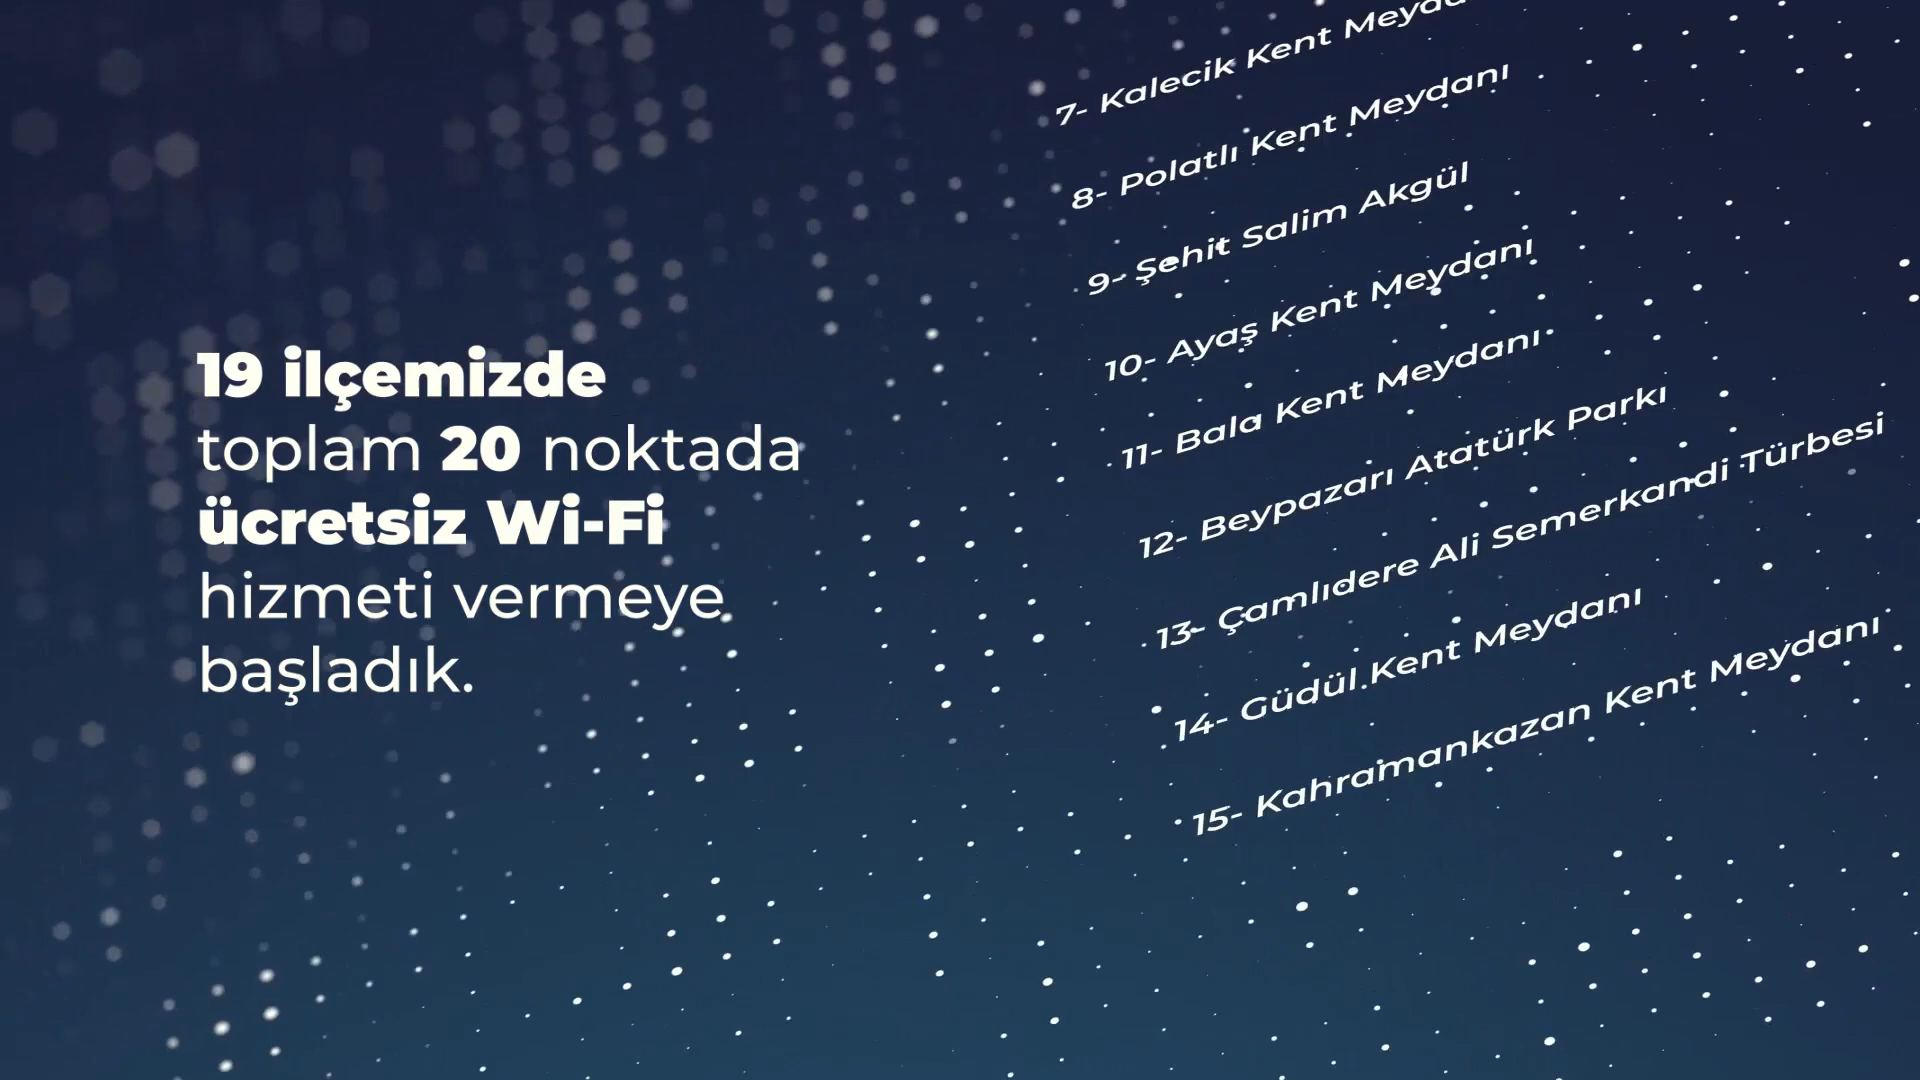 19 ilçemizde
toplam 20 noktada
ücretsiz Wi-Fi
hizmeti vermeye
başladık.
7- Kalecik Kent
8- Polatlı Kent Meydanı
9- Şehit Salim Akgül
10- Ayaş Kent Meydanı
11- Bala Kent Meydanı
12- Beypazarı Atatürk Parkı
13- Çamlıdere Ali Semerkandi Türbesi
14- Güdül Kent Meydanı
15- Kahramankazan Kent Meydanı